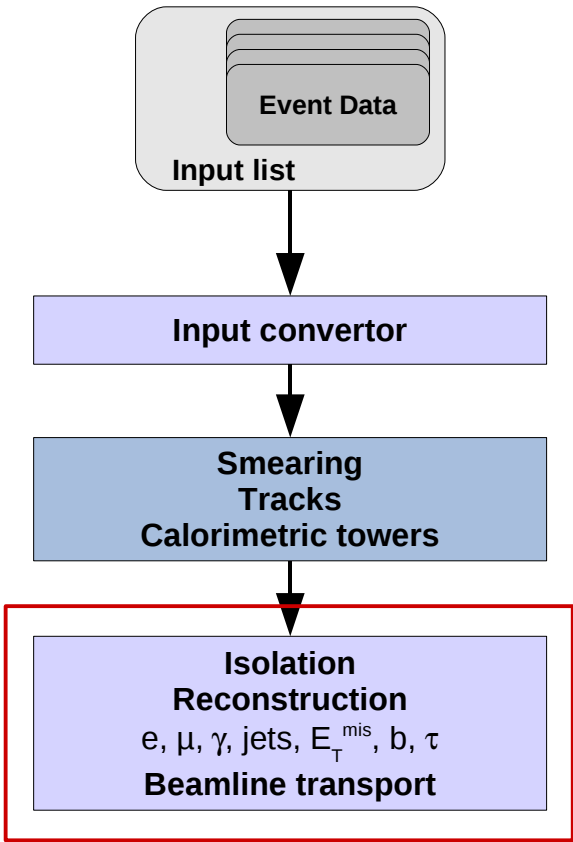 Event Data
Input list
Input convertor
Smearing
Tracks
Calorimetric towers
Isolation
Reconstruction
e, μ, γ, jets, E_T^mis, b, τ
Beamline transport